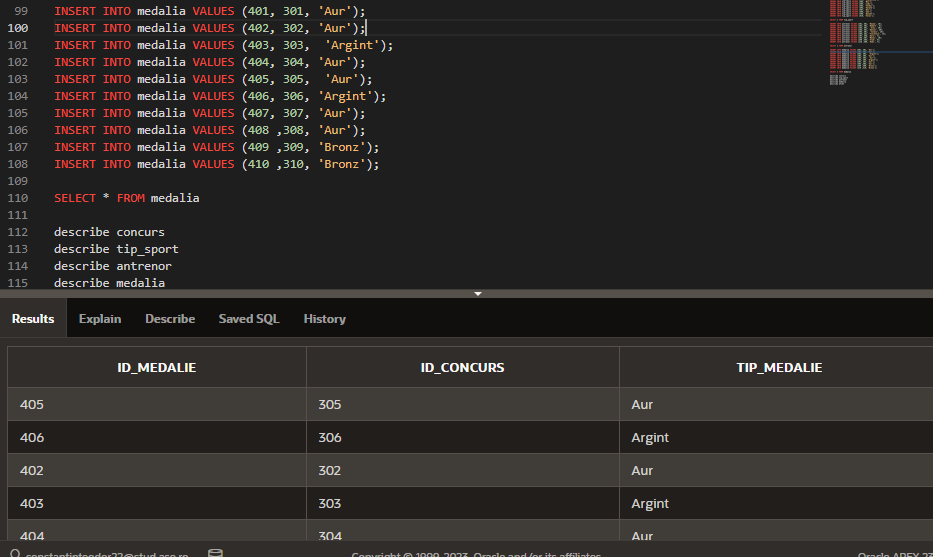 99 INSERT INTO medalia VALUES (401, 301, 'Aur');
100 INSERT INTO medalia VALUES (402, 302, 'Aur');
101 INSERT INTO medalia VALUES (403, 303,  'Argint');
102 INSERT INTO medalia VALUES (404, 304, 'Aur');
103 INSERT INTO medalia VALUES (405, 305,  'Aur');
104 INSERT INTO medalia VALUES (406, 306, 'Argint');
105 INSERT INTO medalia VALUES (407, 307, 'Aur');
106 INSERT INTO medalia VALUES (408 ,308, 'Aur');
107 INSERT INTO medalia VALUES (409 ,309, 'Bronz');
108 INSERT INTO medalia VALUES (410 ,310, 'Bronz');
109
110 SELECT * FROM medalia
111
112 describe concurs
113 describe tip_sport
114 describe antrenor
115 describe medalia
Results Explain Describe Saved SQL History
ID_MEDALIE ID_CONCURS TIP_MEDALIE
405 305 Aur
406 306 Argint
402 302 Aur
403 303 Argint
404 304 Aur
Copyright © 1999, 2023, Oracle and/or its affiliates. Oracle APEX 23